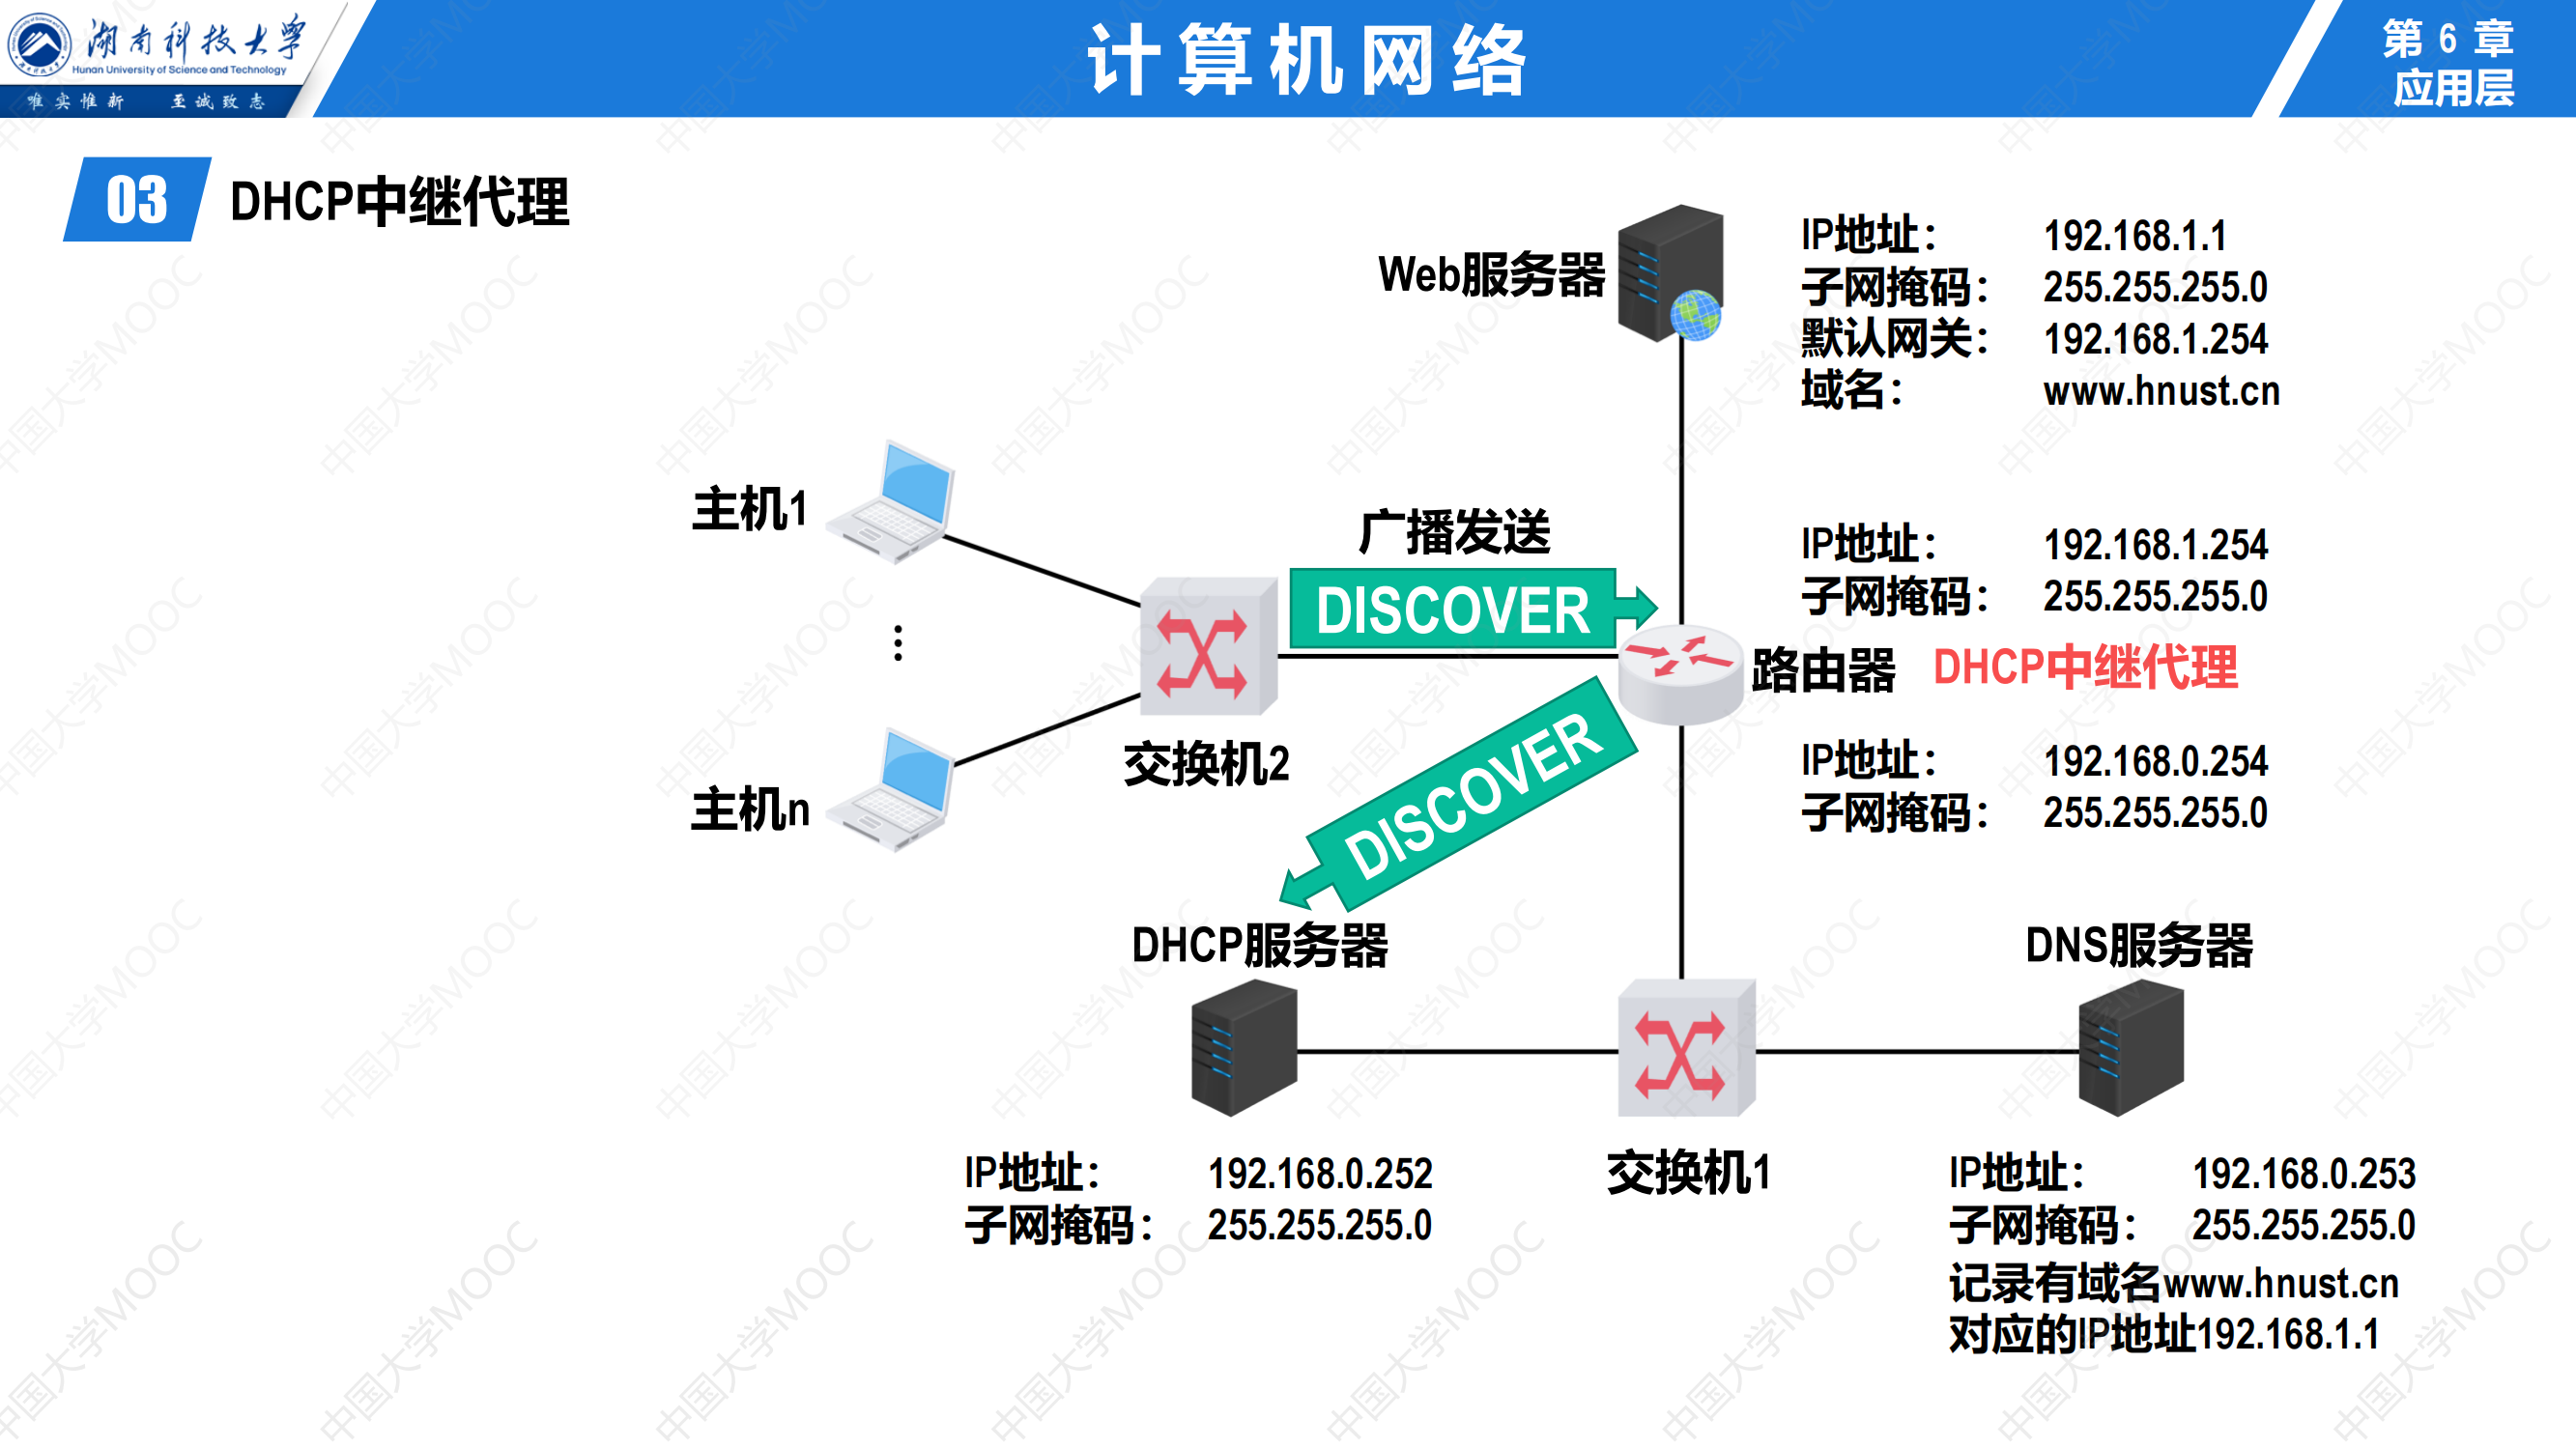 湖南科技大学
Hunan University of Science and Technology
唯实惟新 至诚致志
计算机网络
第 6 章
应用层
03 DHCP中继代理
Web服务器
IP地址： 192.168.1.1
子网掩码： 255.255.255.0
默认网关： 192.168.1.254
域名： www.hnust.cn
主机1
广播发送
DISCOVER
IP地址： 192.168.1.254
子网掩码： 255.255.255.0
路由器 DHCP中继代理
交换机2
DISCOVER
IP地址： 192.168.0.254
子网掩码： 255.255.255.0
主机n
DHCP服务器
DNS服务器
交换机1
IP地址： 192.168.0.252
子网掩码： 255.255.255.0
IP地址： 192.168.0.253
子网掩码： 255.255.255.0
记录有域名www.hnust.cn
对应的IP地址192.168.1.1
中国大学MOOC